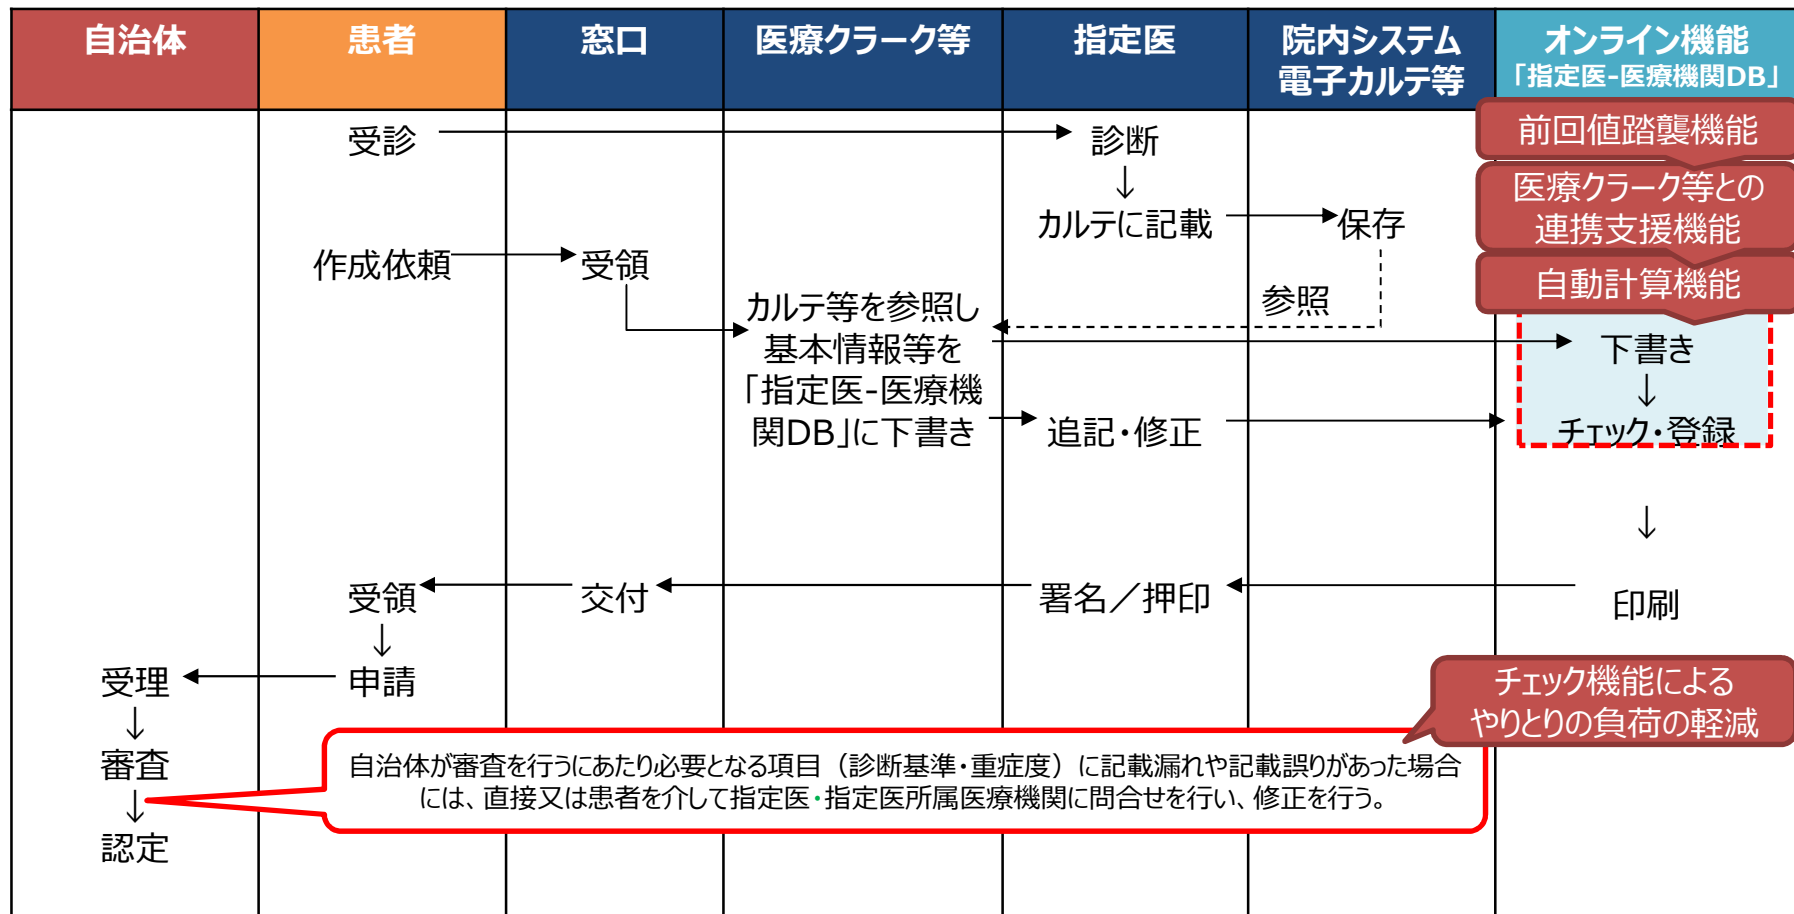 自治体
患者
窓口
医療クラーク等
指定医
院内システム
電子カルテ等
オンライン機能
「指定医-医療機関DB」
前回値踏襲機能
医療クラーク等との
連携支援機能
自動計算機能
受診
診断
↓
カルテに記載
保存
作成依頼
受領
参照
カルテ等を参照し
基本情報等を
「指定医-医療機
関DB」に下書き
下書き
↓
チェック・登録
追記・修正
↓
印刷
署名／押印
交付
受領
↓
申請
受理
↓
審査
↓
認定
チェック機能による
やりとりの負荷の軽減
自治体が審査を行うにあたり必要となる項目（診断基準・重症度）に記載漏れや記載誤りがあった場合
には、直接又は患者を介して指定医・指定医所属医療機関に問合せを行い、修正を行う。